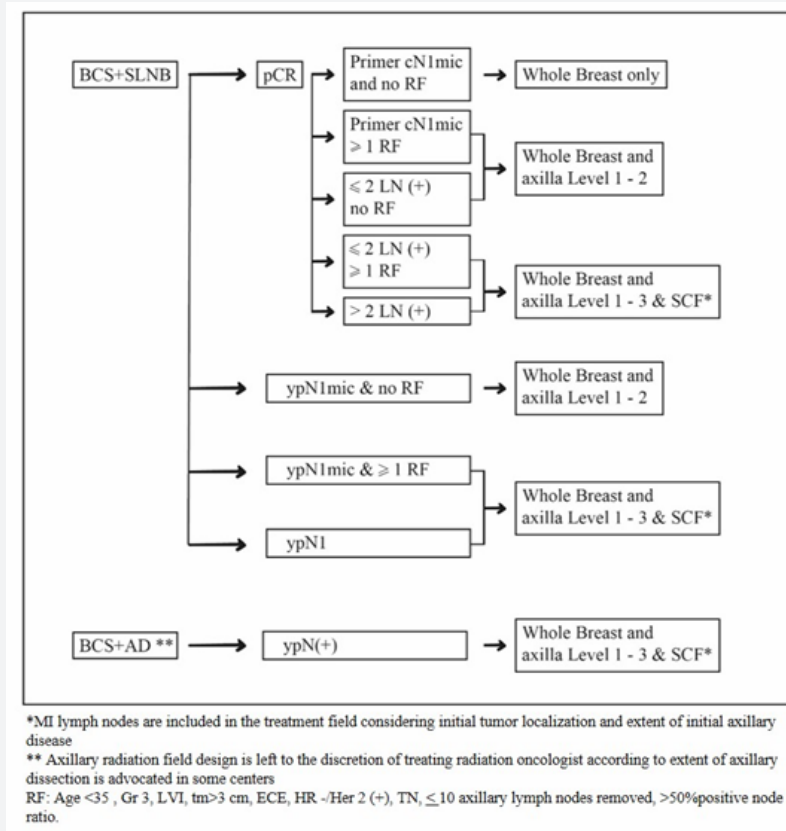 BCS+SLNB
pCR
Primer cN1mic
and no RF
Whole Breast only
Primer cN1mic
⩾ 1 RF
⩽ 2 LN (+)
no RF
Whole Breast and
axilla Level 1 - 2
⩽ 2 LN (+)
⩾ 1 RF
> 2 LN (+)
Whole Breast and
axilla Level 1 - 3 & SCF*
ypN1mic & no RF
Whole Breast and
axilla Level 1 - 2
ypN1mic & ⩾ 1 RF
ypN1
Whole Breast and
axilla Level 1 - 3 & SCF*
BCS+AD **
ypN(+)
Whole Breast and
axilla Level 1 - 3 & SCF*
*MI lymph nodes are included in the treatment field considering initial tumor localization and extent of initial axillary
disease
** Axillary radiation field design is left to the discretion of treating radiation oncologist according to extent of axillary
dissection is advocated in some centers
RF: Age <35 , Gr 3, LVI, tm>3 cm, ECE, HR -/Her 2 (+), TN, ≤10 axillary lymph nodes removed, >50%positive node
ratio.